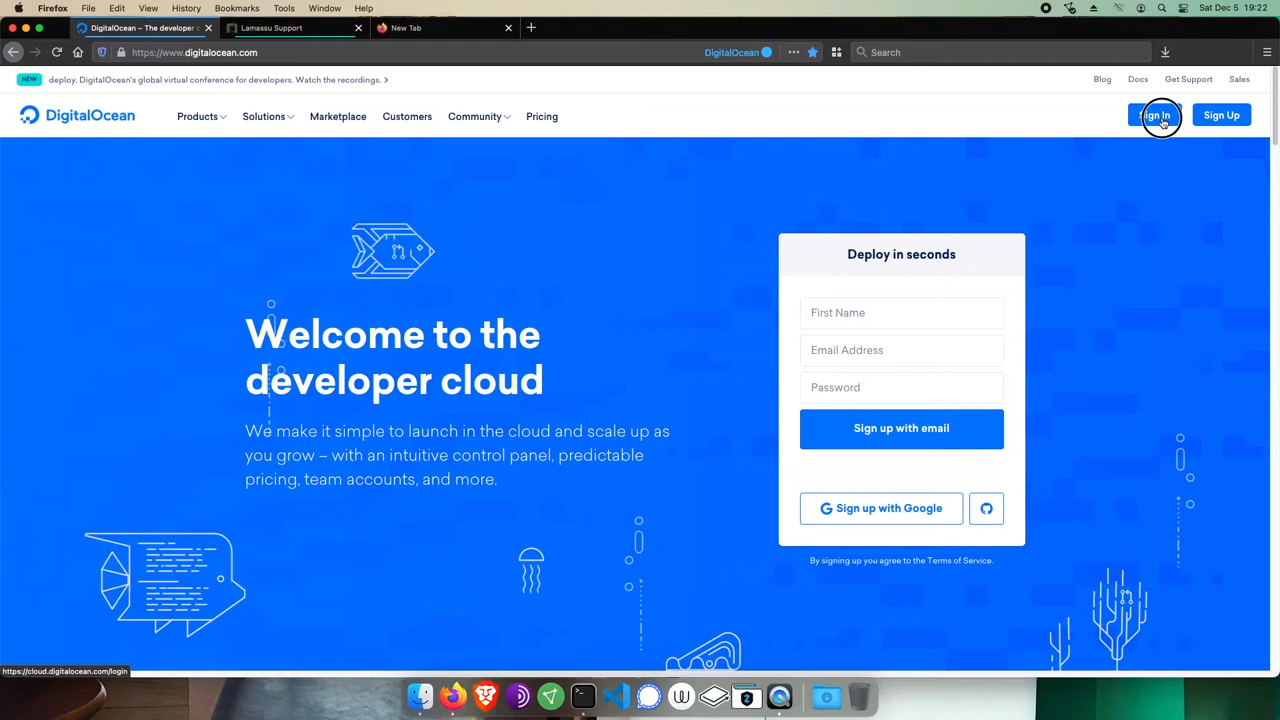 Firefox File Edit View History Bookmarks Tools Window Help Sat Dec 5 19:22
DigitalOcean – The developer c
Lamassu Support
New Tab
https://www.digitalocean.com
DigitalOcean
Search
NEW deploy, DigitalOcean's global virtual conference for developers. Watch the recordings.
Blog Docs Get Support Sales
DigitalOcean
Products Solutions Marketplace Customers Community Pricing
Sign In
Sign Up
Welcome to the
developer cloud
We make it simple to launch in the cloud and scale up as
you grow – with an intuitive control panel, predictable
pricing, team accounts, and more.
Deploy in seconds
First Name
Email Address
Password
Sign up with email
Sign up with Google
By signing up you agree to the Terms of Service.
https://cloud.digitalocean.com/login